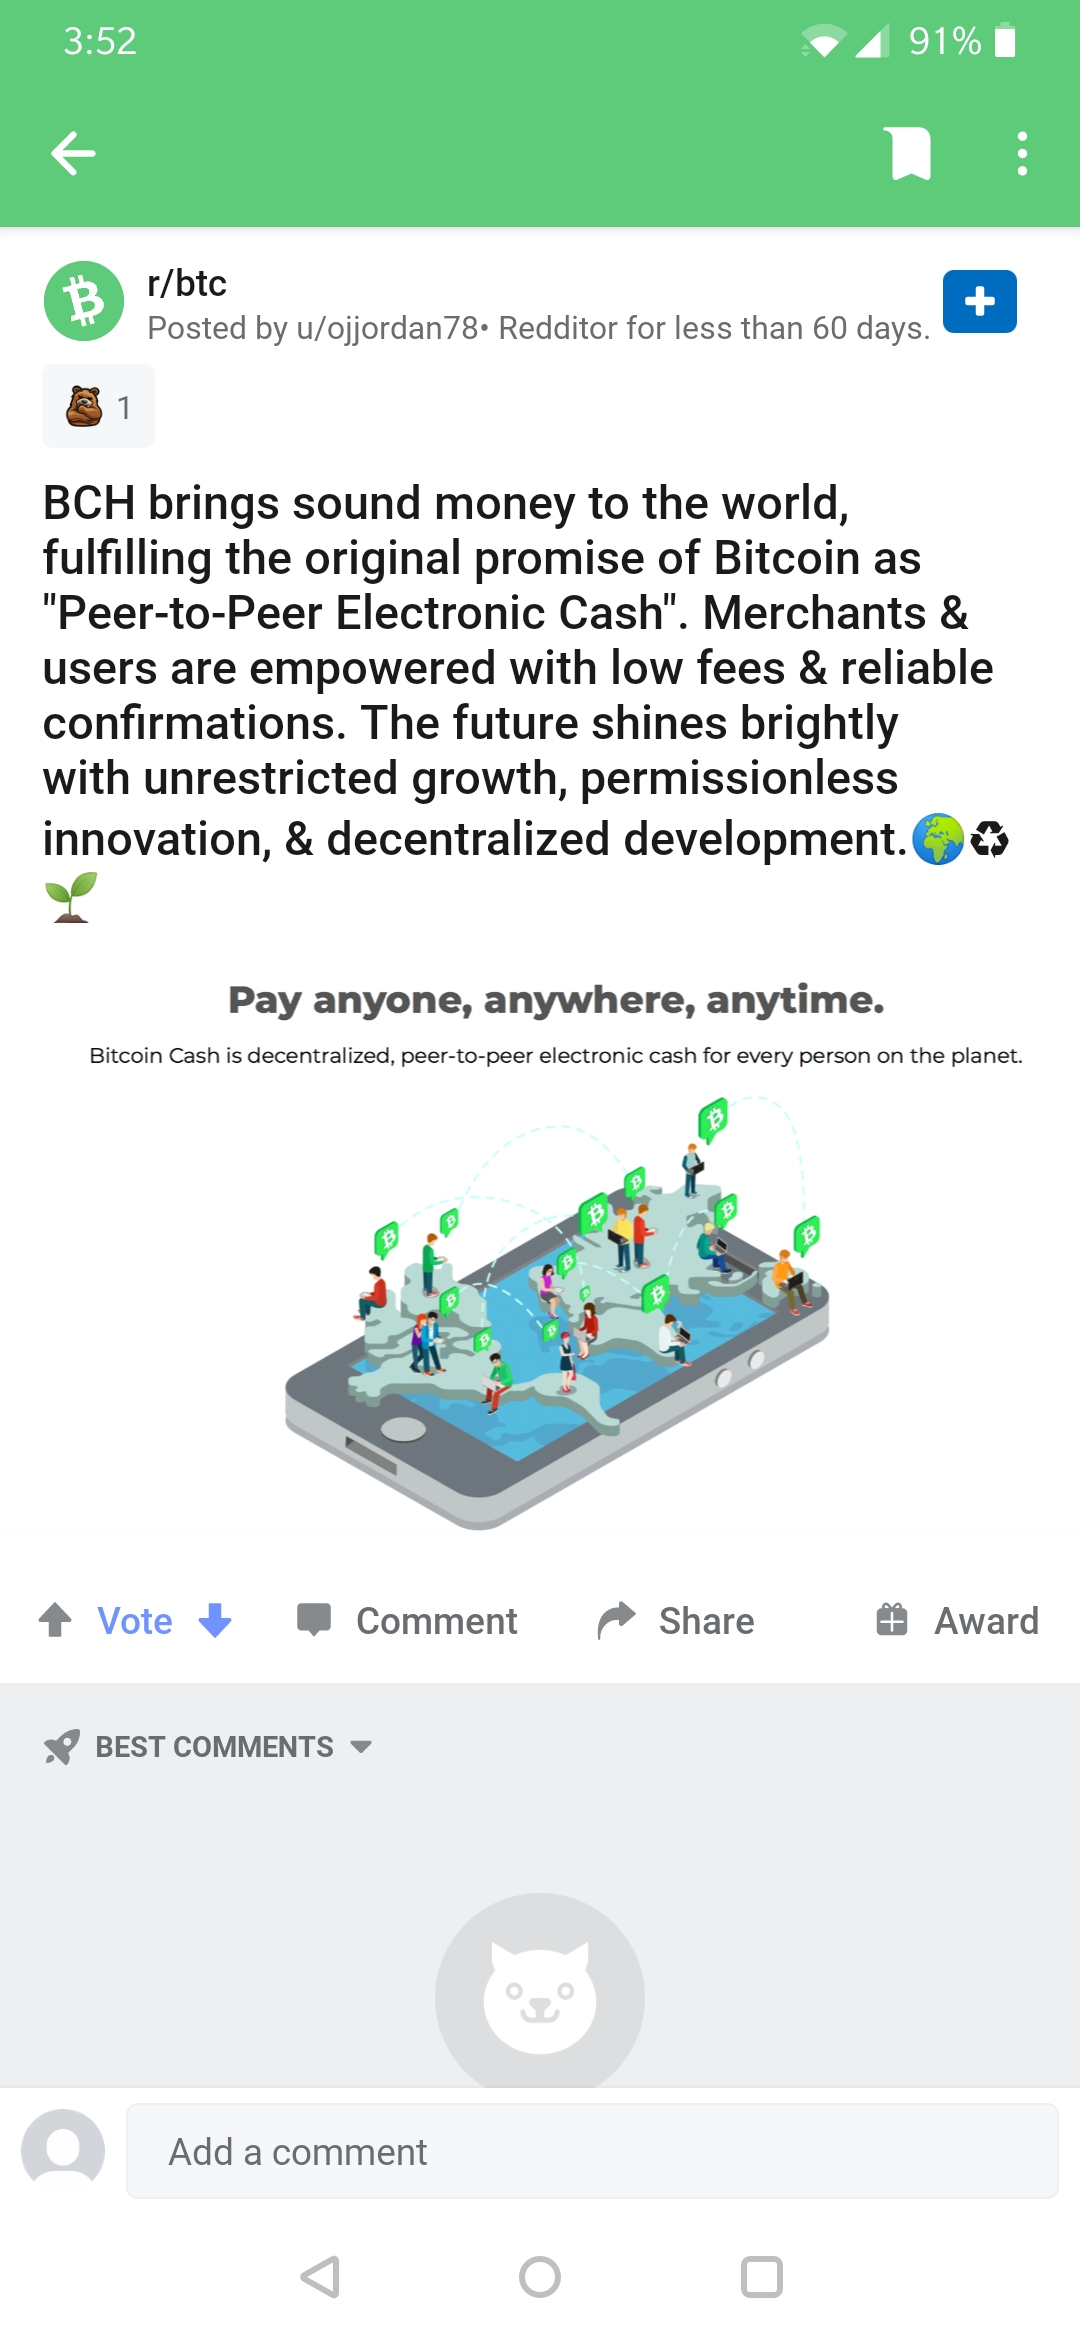 3:52
91%
r/btc
Posted by u/ojjordan78• Redditor for less than 60 days.
1
BCH brings sound money to the world,
fulfilling the original promise of Bitcoin as
"Peer-to-Peer Electronic Cash". Merchants &
users are empowered with low fees & reliable
confirmations. The future shines brightly
with unrestricted growth, permissionless
innovation, & decentralized development.🌍♻
🌱
Pay anyone, anywhere, anytime.
Bitcoin Cash is decentralized, peer-to-peer electronic cash for every person on the planet.
Vote
Comment
Share
Award
BEST COMMENTS
Add a comment